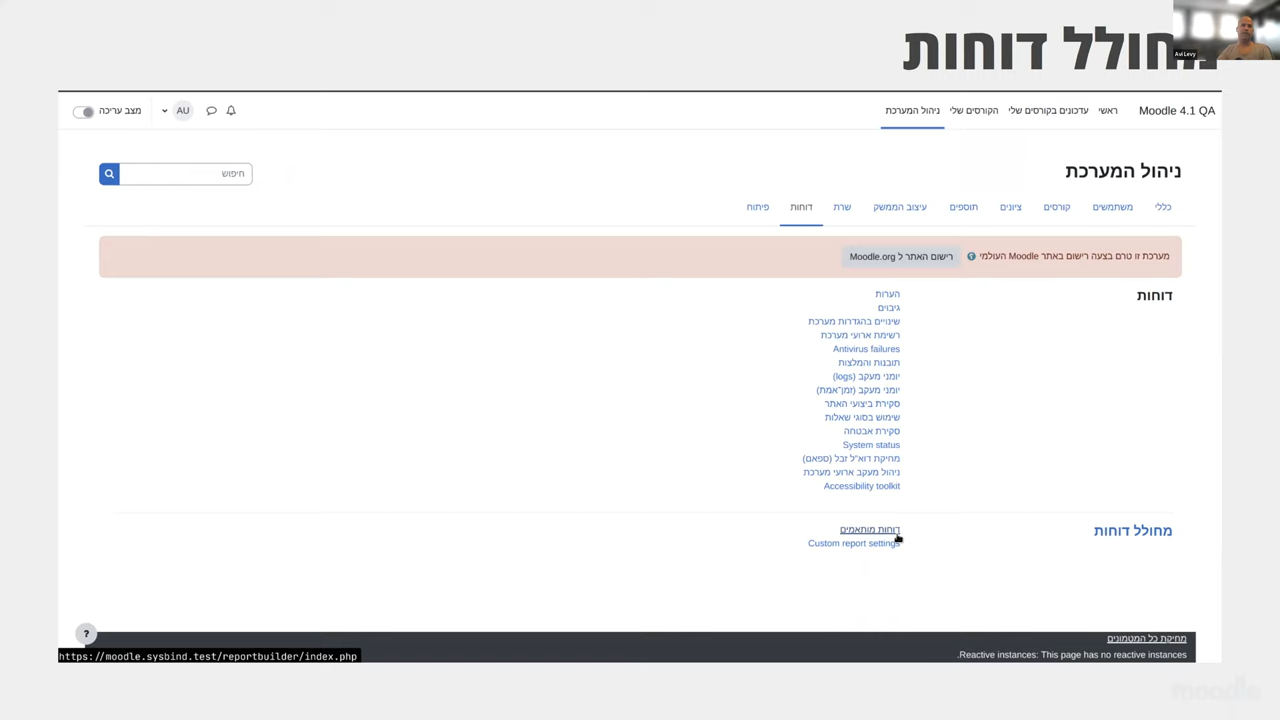 מחולל דוחות
Avi Levy
Moodle 4.1 QA ראשי עדכונים בקורסים שלי הקורסים שלי ניהול המערכת AU מצב עריכה
ניהול המערכת
חיפוש
כללי משתמשים קורסים ציונים תוספים עיצוב הממשק שרת דוחות פיתוח
מערכת זו טרם בצעה רישום באתר Moodle העולמי ? רישום האתר ל Moodle.org
דוחות
הערות
גיבוים
שינויים בהגדרות מערכת
רשימת ארועי מערכת
Antivirus failures
תובנות והמלצות
יומני מעקב (logs)
יומני מעקב (זמן־אמת)
סקירת ביצועי האתר
שימוש בסוגי שאלות
סקירת אבטחה
System status
מחיקת דוא"ל זבל (ספאם)
ניהול מעקב ארועי מערכת
Accessibility toolkit
מחולל דוחות
דוחות מותאמים
Custom report settings
?
מחיקת כל המטמונים
Reactive instances: This page has no reactive instances.
https://moodle.sysbind.test/reportbuilder/index.php
moodle